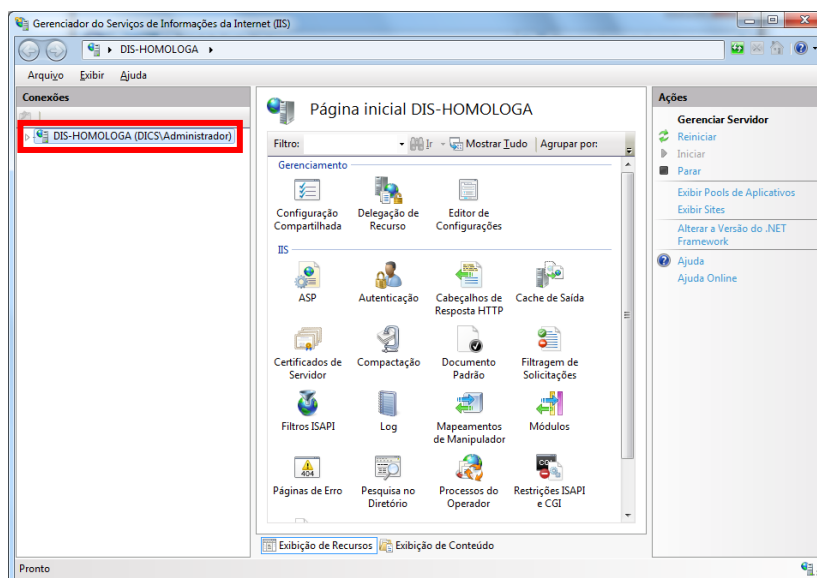 Gerenciador do Serviços de Informações da Internet (IIS)
DIS-HOMOLOGA
Arquivo Exibir Ajuda
Conexões
DIS-HOMOLOGA (DICS\Administrador)
Página inicial DIS-HOMOLOGA
Filtro: Ir Mostrar Tudo Agrupar por:
Gerenciamento
Configuração Compartilhada
Delegação de Recurso
Editor de Configurações
IIS
ASP
Autenticação
Cabeçalhos de Resposta HTTP
Cache de Saída
Certificados de Servidor
Compactação
Documento Padrão
Filtragem de Solicitações
Filtros ISAPI
Log
Mapeamentos de Manipulador
Módulos
404
Páginas de Erro
Pesquisa no Diretório
Processos do Operador
Restrições ISAPI e CGI
Exibição de Recursos Exibição de Conteúdo
Ações
Gerenciar Servidor
Reiniciar
Iniciar
Parar
Exibir Pools de Aplicativos
Exibir Sites
Alterar a Versão do .NET
Framework
Ajuda
Ajuda Online
Pronto